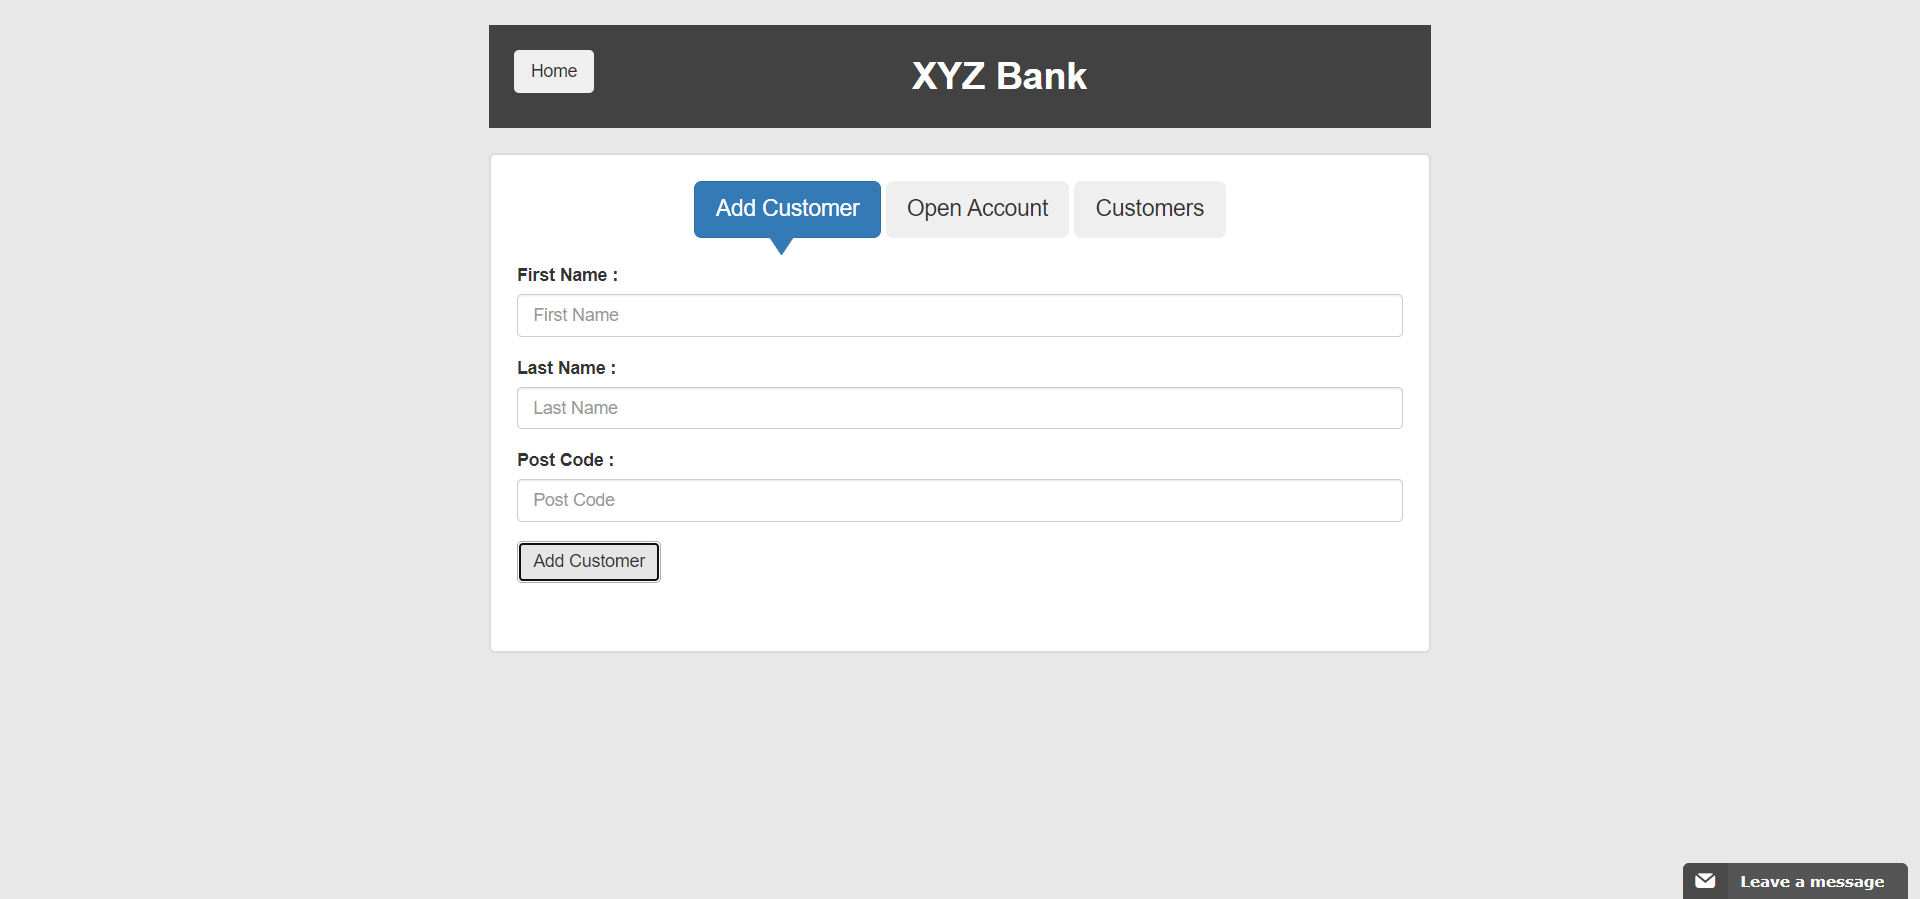 Home
XYZ Bank
Add Customer
Open Account
Customers
First Name :
First Name
Last Name :
Last Name
Post Code :
Post Code
Add Customer
Leave a message